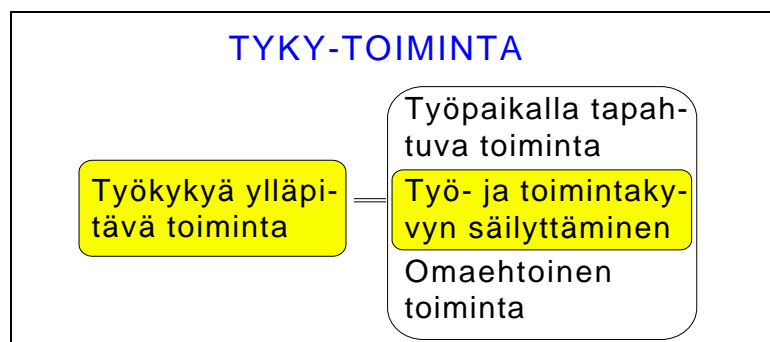 TYKY-TOIMINTA
Työkykyä ylläpi-
tävä toiminta
Työpaikalla tapah-
tuva toiminta
Työ- ja toimintaky-
vyn säilyttäminen
Omaehtoinen
toiminta